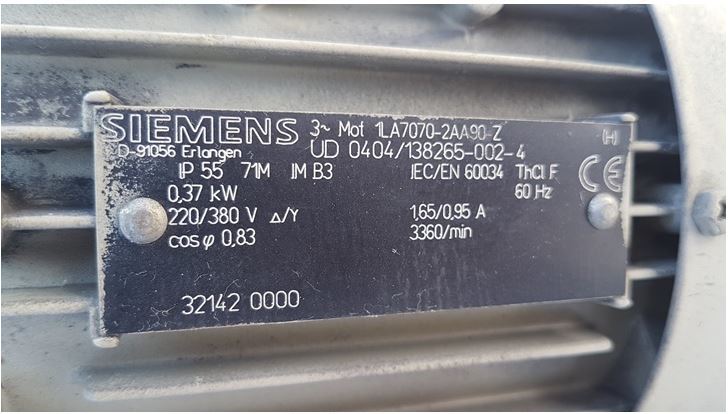 SIEMENS 3~ Mot 1LA7070-2AA90-Z (H)
D-91056 Erlangen UD 0404/138265-002-4
IP 55 71M IM B3 IEC/EN 60034 ThCl F
0,37 kW 60 Hz CE
220/380 V Δ/Y 1,65/0,95 A
cos φ 0,83 3360/min
32142 0000